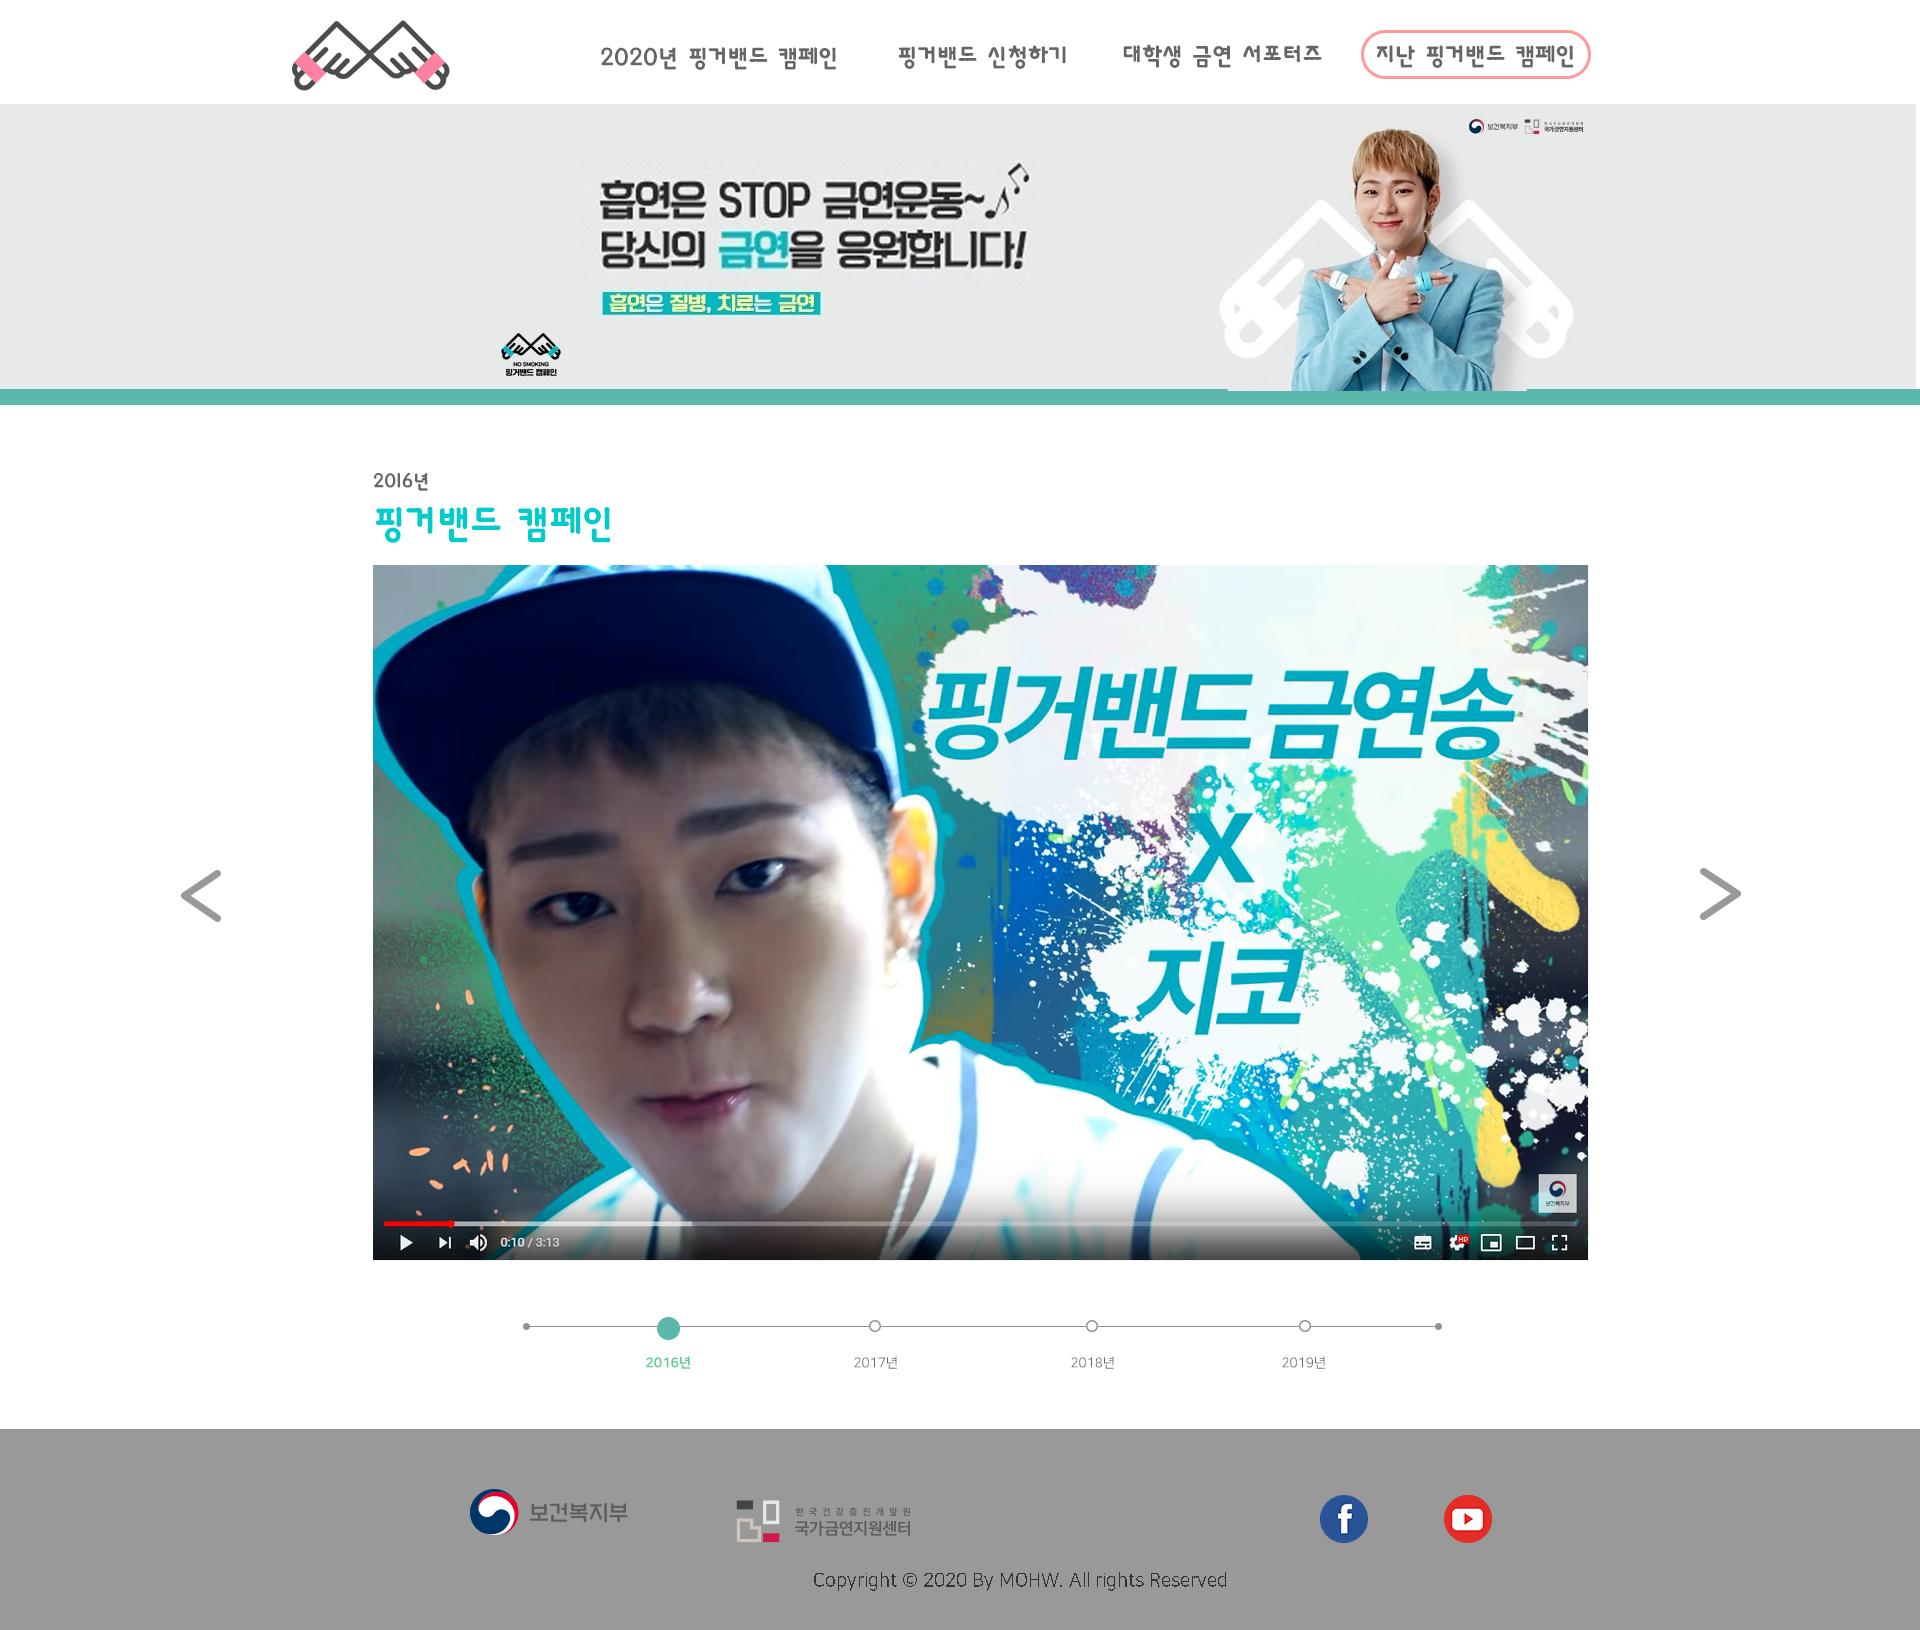 2020년 핑거밴드 캠페인
핑거밴드 신청하기
대학생 금연 서포터즈
지난 핑거밴드 캠페인
보건복지부
국가금연지원센터
흡연은 STOP 금연운동~
당신의 금연을 응원합니다!
흡연은 질병, 치료는 금연
NO SMOKING
핑거밴드 캠페인
2016년
핑거밴드 캠페인
핑거밴드 금연송
X
지코
보건복지부
0:10 / 3:13
HD
2016년
2017년
2018년
2019년
보건복지부
한국건강증진개발원
국가금연지원센터
Copyright © 2020 By MOHW. All rights Reserved